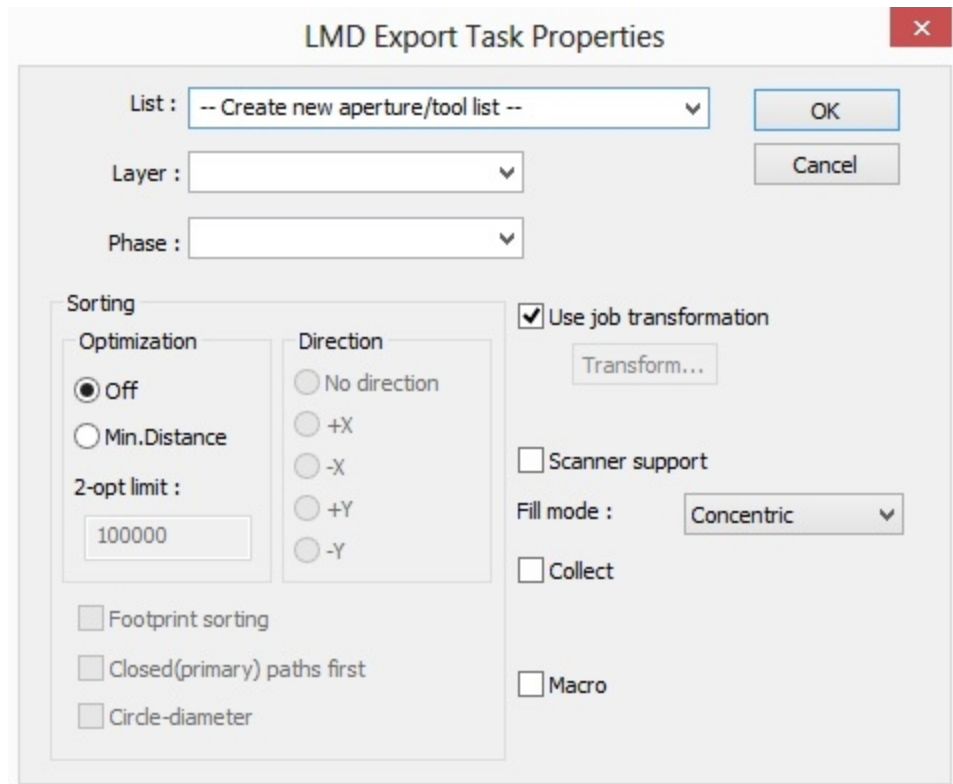 LMD Export Task Properties
List :
-- Create new aperture/tool list --
OK
Layer :
Cancel
Phase :
Sorting
Optimization
Off
Min.Distance
2-opt limit :
100000
Direction
No direction
+X
-X
+Y
-Y
Footprint sorting
Closed(primary) paths first
Circle-diameter
Use job transformation
Transform...
Scanner support
Fill mode :
Concentric
Collect
Macro